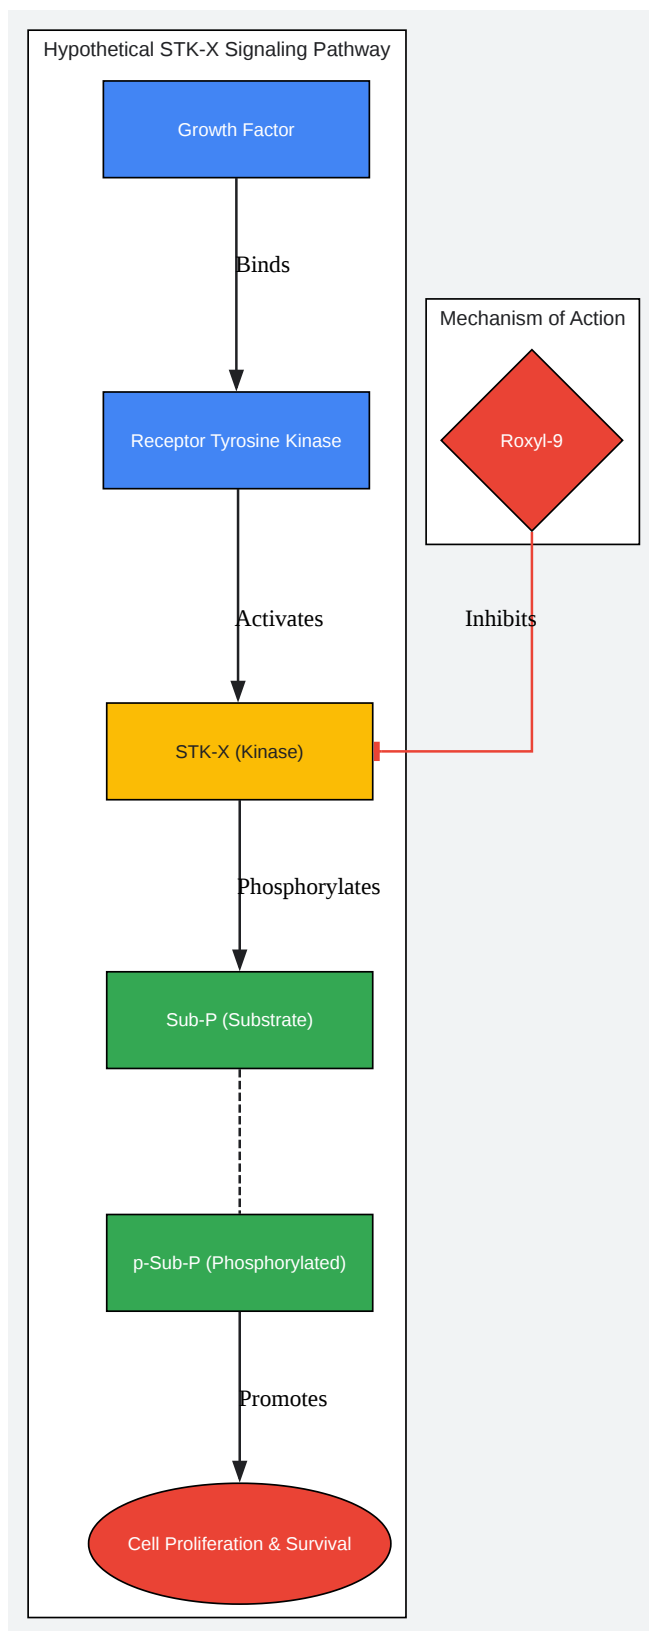 Hypothetical STK-X Signaling Pathway
Growth Factor
Binds
Mechanism of Action
Receptor Tyrosine Kinase
Roxyl-9
Activates
Inhibits
STK-X (Kinase)
Phosphorylates
Sub-P (Substrate)
p-Sub-P (Phosphorylated)
Promotes
Cell Proliferation & Survival